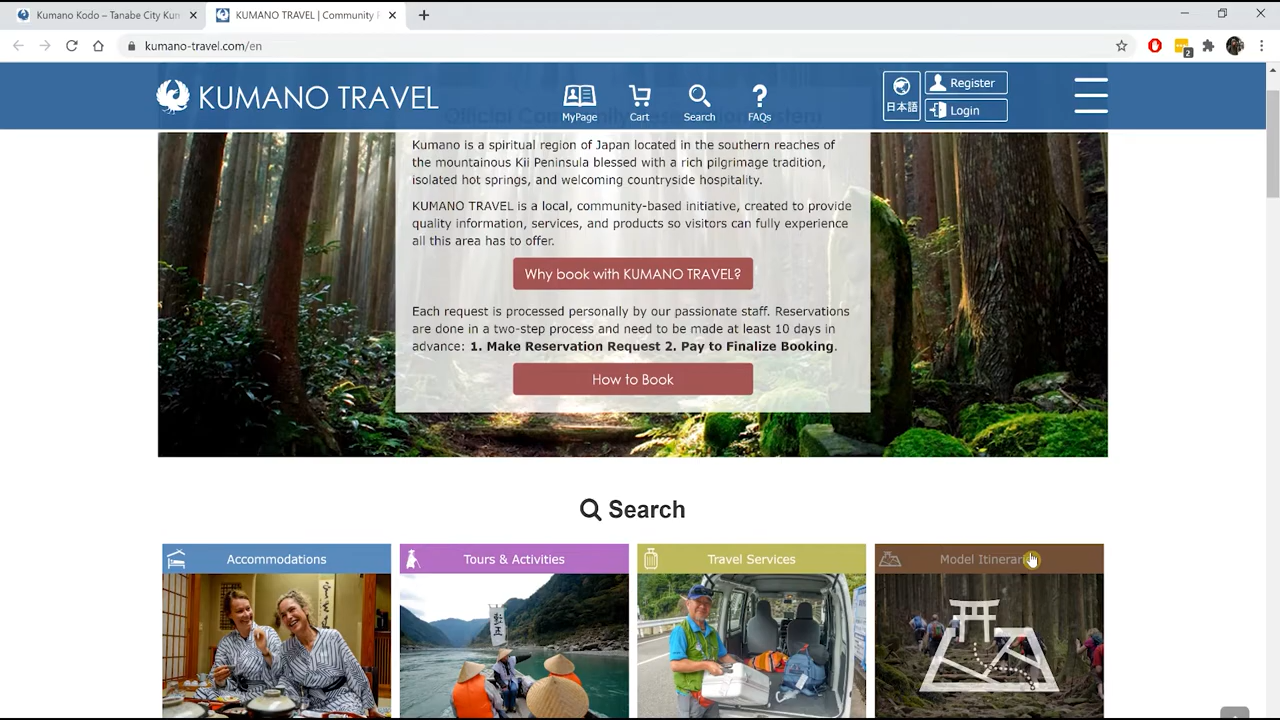 Kumano Kodo – Tanabe City Kun
KUMANO TRAVEL | Community R
kumano-travel.com/en
2
KUMANO TRAVEL
MyPage
Cart
Search
FAQs
日本語
Register
Login
Kumano is a spiritual region of Japan located in the southern reaches of
the mountainous Kii Peninsula blessed with a rich pilgrimage tradition,
isolated hot springs, and welcoming countryside hospitality.
KUMANO TRAVEL is a local, community-based initiative, created to provide
quality information, services, and products so visitors can fully experience
all this area has to offer.
Why book with KUMANO TRAVEL?
Each request is processed personally by our passionate staff. Reservations
are done in a two-step process and need to be made at least 10 days in
advance: 1. Make Reservation Request 2. Pay to Finalize Booking.
How to Book
Search
Accommodations
Tours & Activities
Travel Services
Model Itinerari